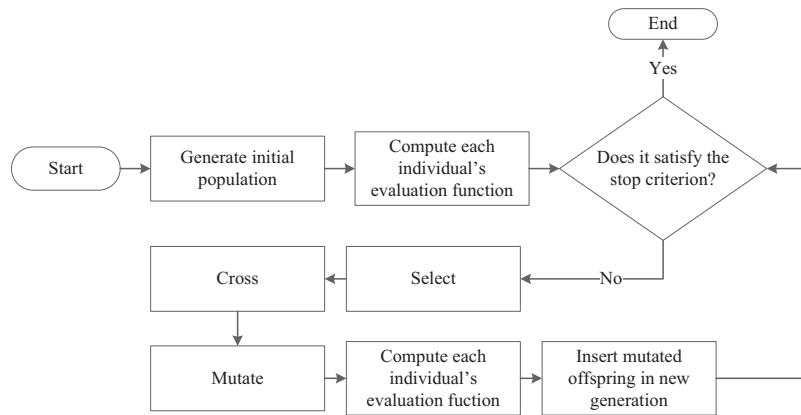 End
Yes
Start
Generate initial
population
Compute each
individual's
evaluation function
Does it satisfy the
stop criterion?
No
Select
Cross
Mutate
Compute each
individual's
evaluation fuction
Insert mutated
offspring in new
generation